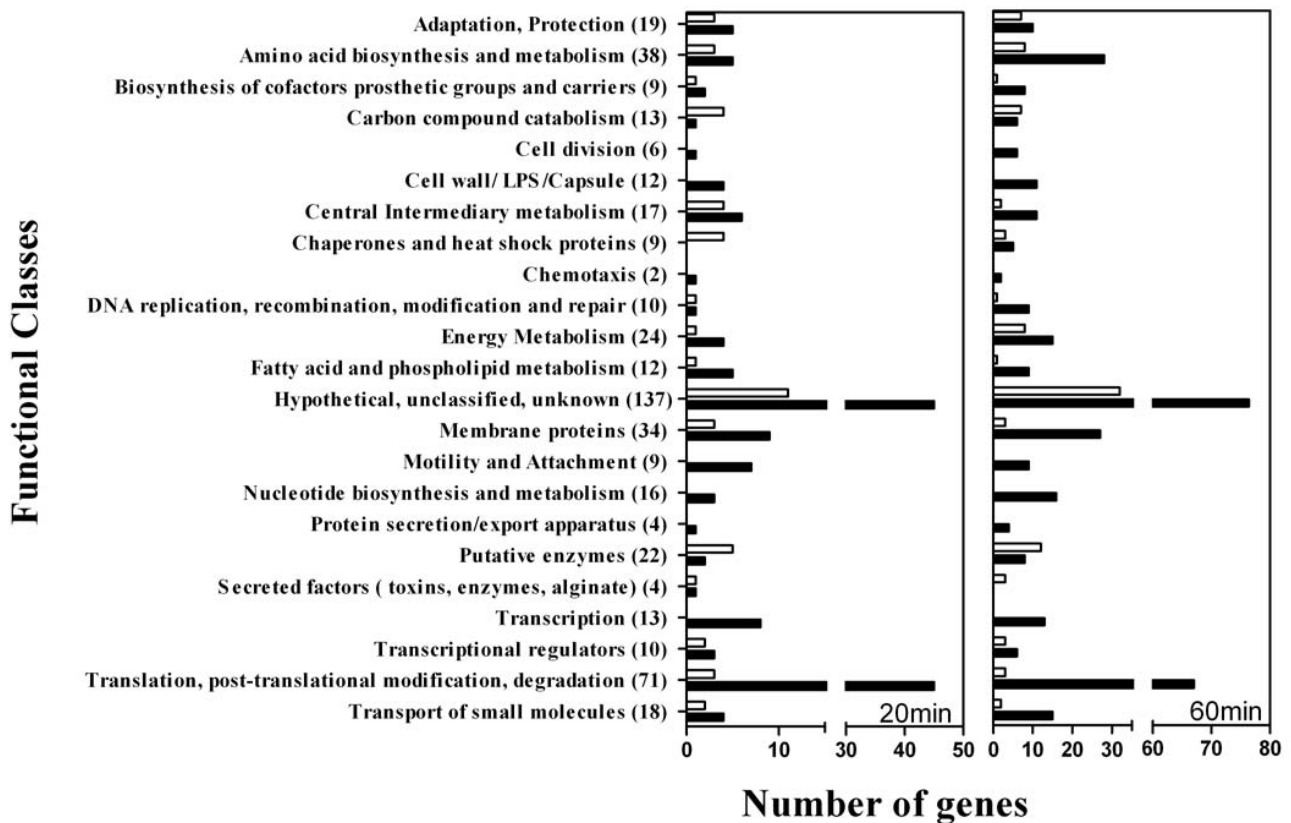 Functional Classes
Adaptation, Protection (19)
Amino acid biosynthesis and metabolism (38)
Biosynthesis of cofactors prosthetic groups and carriers (9)
Carbon compound catabolism (13)
Cell division (6)
Cell wall/ LPS/Capsule (12)
Central Intermediary metabolism (17)
Chaperones and heat shock proteins (9)
Chemotaxis (2)
DNA replication, recombination, modification and repair (10)
Energy Metabolism (24)
Fatty acid and phospholipid metabolism (12)
Hypothetical, unclassified, unknown (137)
Membrane proteins (34)
Motility and Attachment (9)
Nucleotide biosynthesis and metabolism (16)
Protein secretion/export apparatus (4)
Putative enzymes (22)
Secreted factors ( toxins, enzymes, alginate) (4)
Transcription (13)
Transcriptional regulators (10)
Translation, post-translational modification, degradation (71)
Transport of small molecules (18)
20min
60min
0 10 30 40 50
0 10 20 30 60 70 80
Number of genes